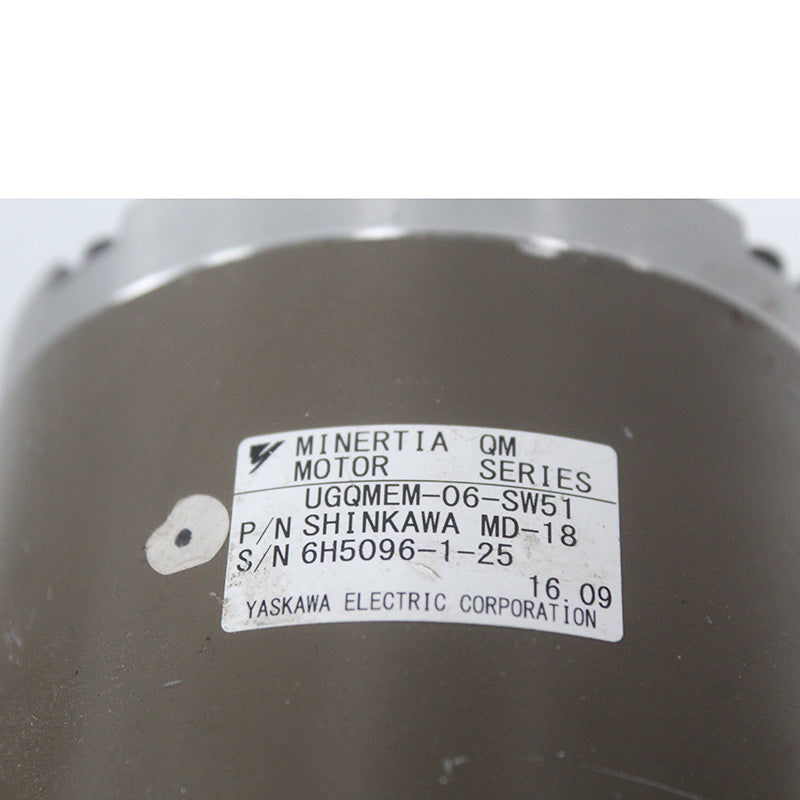 MINERTIA QM
MOTOR SERIES
UGQMEM-06-SW51
P/N SHINKAWA MD-18
S/N 6H5096-1-25
16.09
YASKAWA ELECTRIC CORPORATION